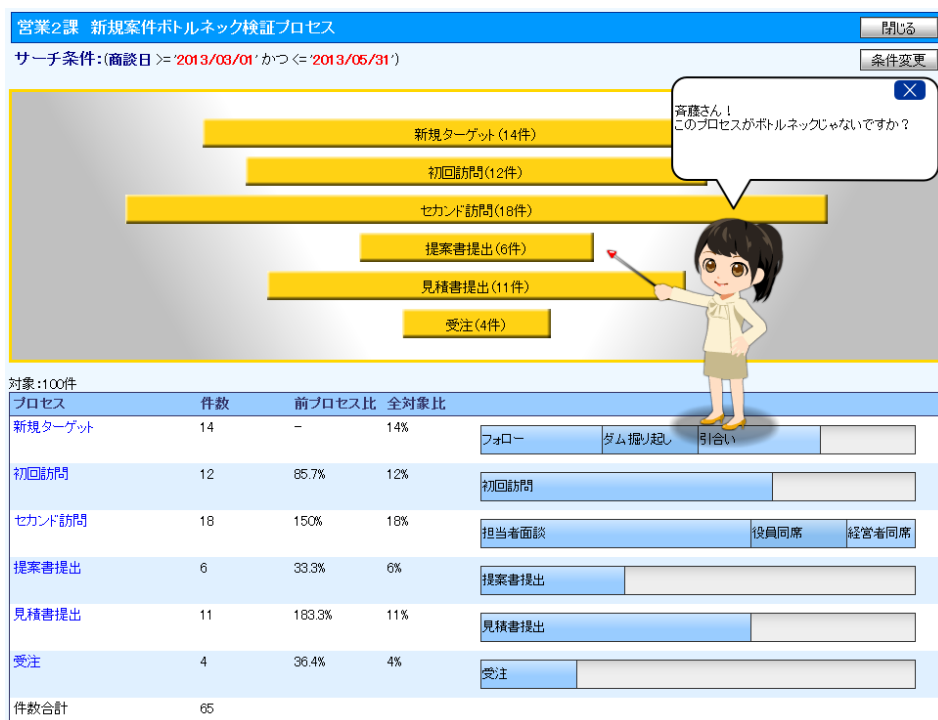 営業2課 新規案件ボトルネック検証プロセス
閉じる
サーチ条件:(商談日 >= '2013/03/01' かつ <= '2013/05/31')
条件変更
X
斉藤さん！
このプロセスがボトルネックじゃないですか？
新規ターゲット(14件)
初回訪問(12件)
セカンド訪問(18件)
提案書提出(6件)
見積書提出(11件)
受注(4件)
対象:100件
プロセス 件数 前プロセス比 全対象比
新規ターゲット 14 － 14% フォロー ダム掘り起し 引合い
初回訪問 12 85.7% 12% 初回訪問
セカンド訪問 18 150% 18% 担当者面談 役員同席 経営者同席
提案書提出 6 33.3% 6% 提案書提出
見積書提出 11 183.3% 11% 見積書提出
受注 4 36.4% 4% 受注
件数合計 65